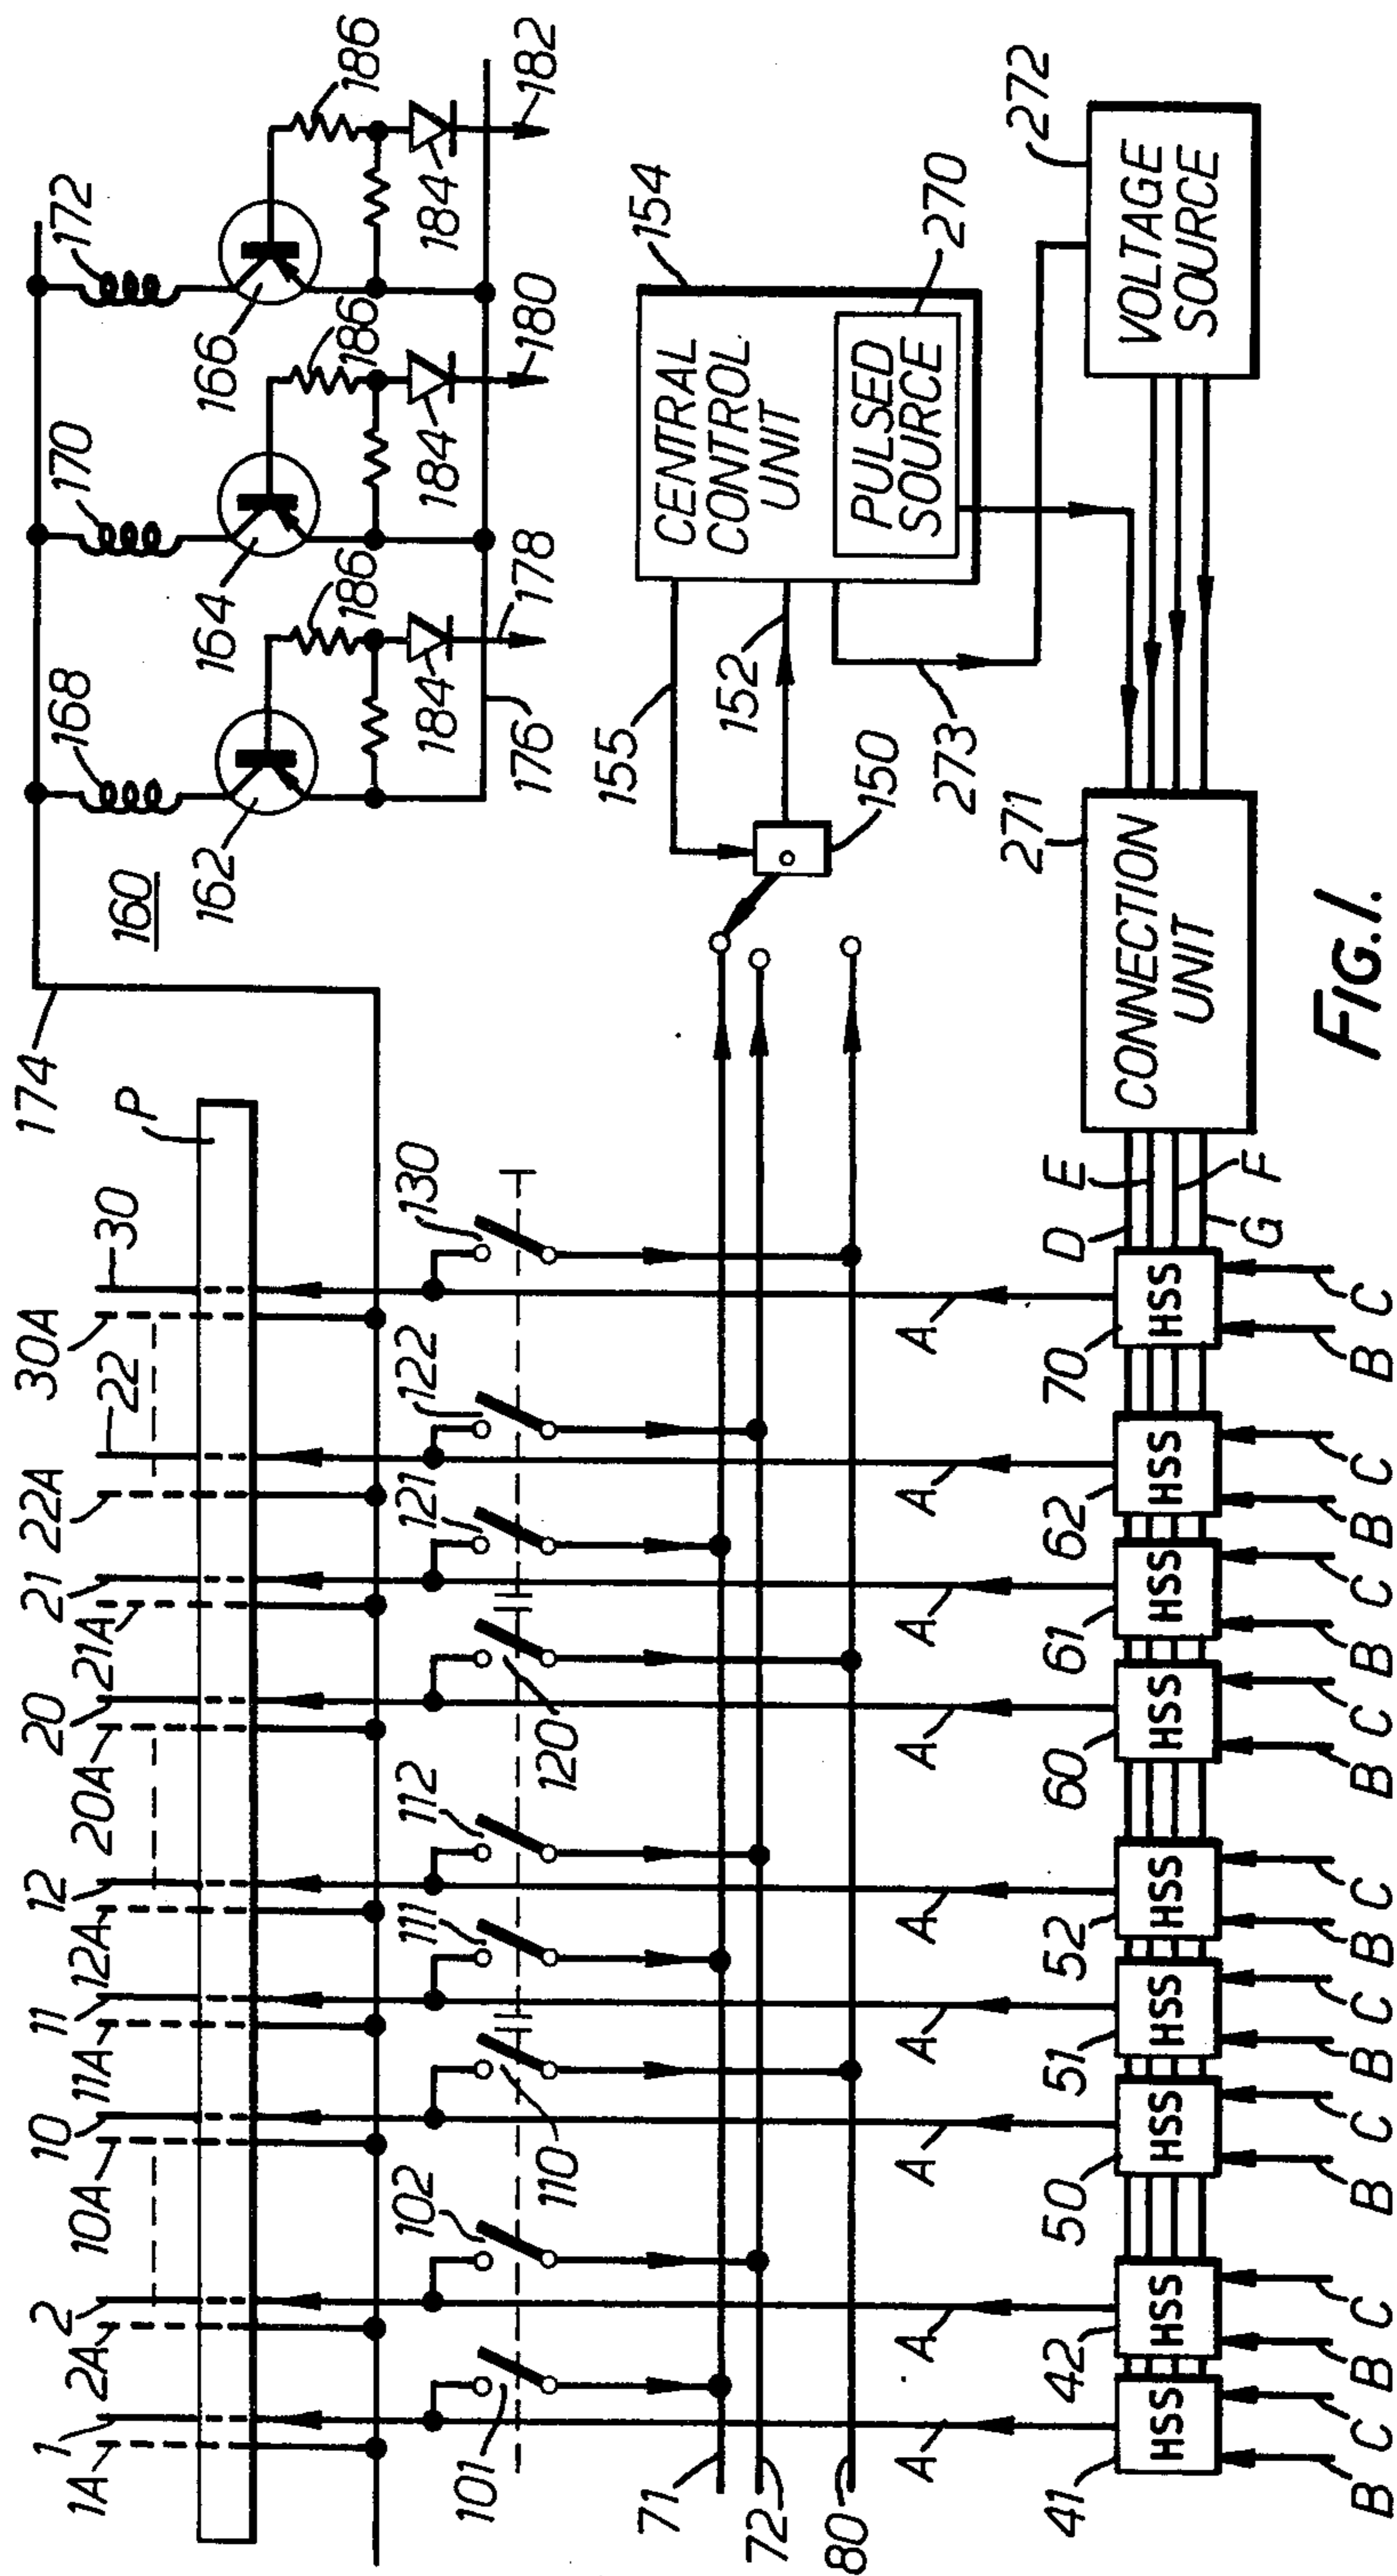 174
P
30
30A
22
22A
21
21A
20
20A
12
12A
11
11A
10
10A
2
2A
1
1A
160
168
170
172
162
164
166
186
186
186
184
184
184
176
178
180
182
101
102
110
111
112
120
121
122
130
71
72
80
155
152
150
154
CENTRAL
CONTROL
UNIT
PULSED
SOURCE
270
273
272
VOLTAGE
SOURCE
271
CONNECTION
UNIT
A
A
A
A
A
A
A
A
A
D
E
F
G
41
HSS
42
HSS
50
HSS
51
HSS
52
HSS
60
HSS
61
HSS
62
HSS
70
HSS
B
C
B
C
B
C
B
C
B
C
B
C
B
C
B
C
B
C
FIG.1.